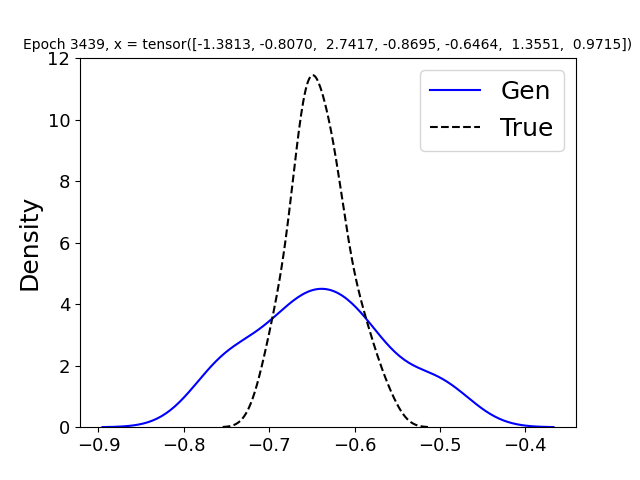 Epoch 3439, x = tensor([-1.3813, -0.8070,  2.7417, -0.8695, -0.6464,  1.3551,  0.9715])
12
10
8
6
4
2
0
Density
Gen
True
−0.9 −0.8 −0.7 −0.6 −0.5 −0.4